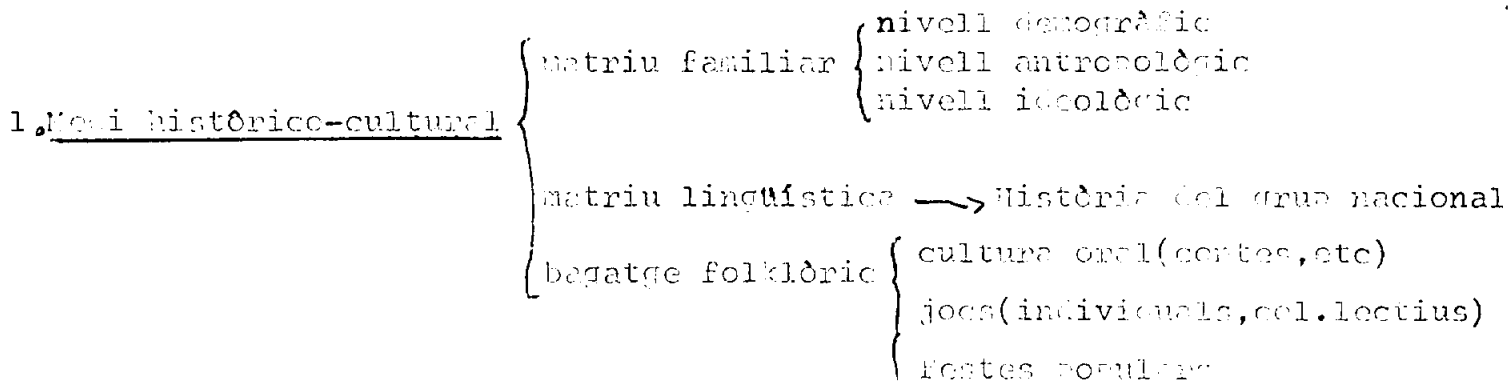 1.Medi històrico-cultural
matriu familiar
nivell demogràfic
nivell antropològic
nivell ideològic
matriu lingüística → Història del grup nacional
bagatge folklòric
cultura oral(contes,etc)
jocs(individuals,col.lectius)
Festes populars